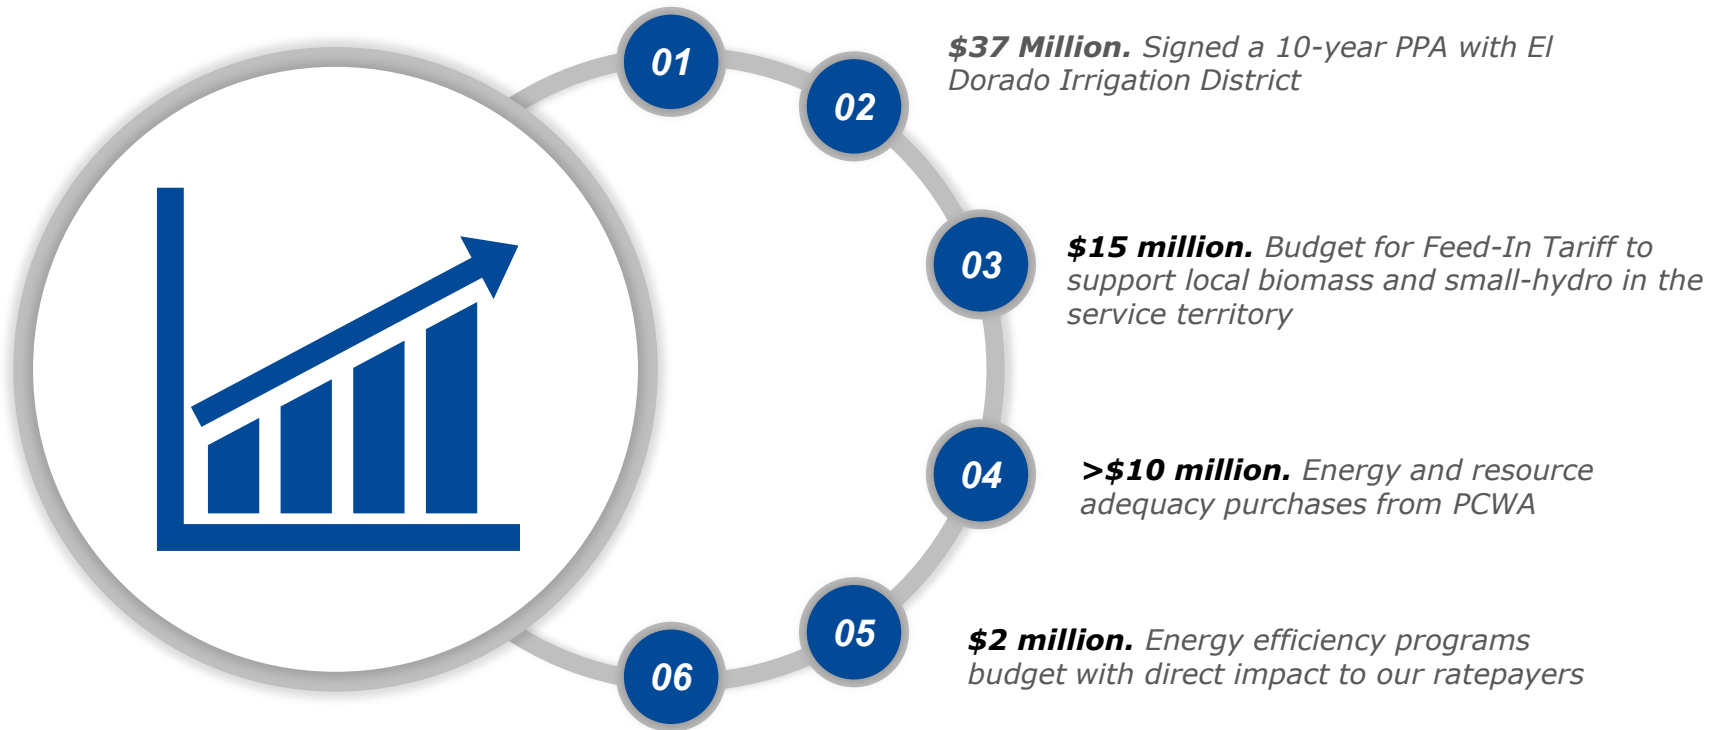 01
02
$37 Million. Signed a 10-year PPA with El
Dorado Irrigation District
03
$15 million. Budget for Feed-In Tariff to
support local biomass and small-hydro in the
service territory
04
>$10 million. Energy and resource
adequacy purchases from PCWA
05
$2 million. Energy efficiency programs
budget with direct impact to our ratepayers
06